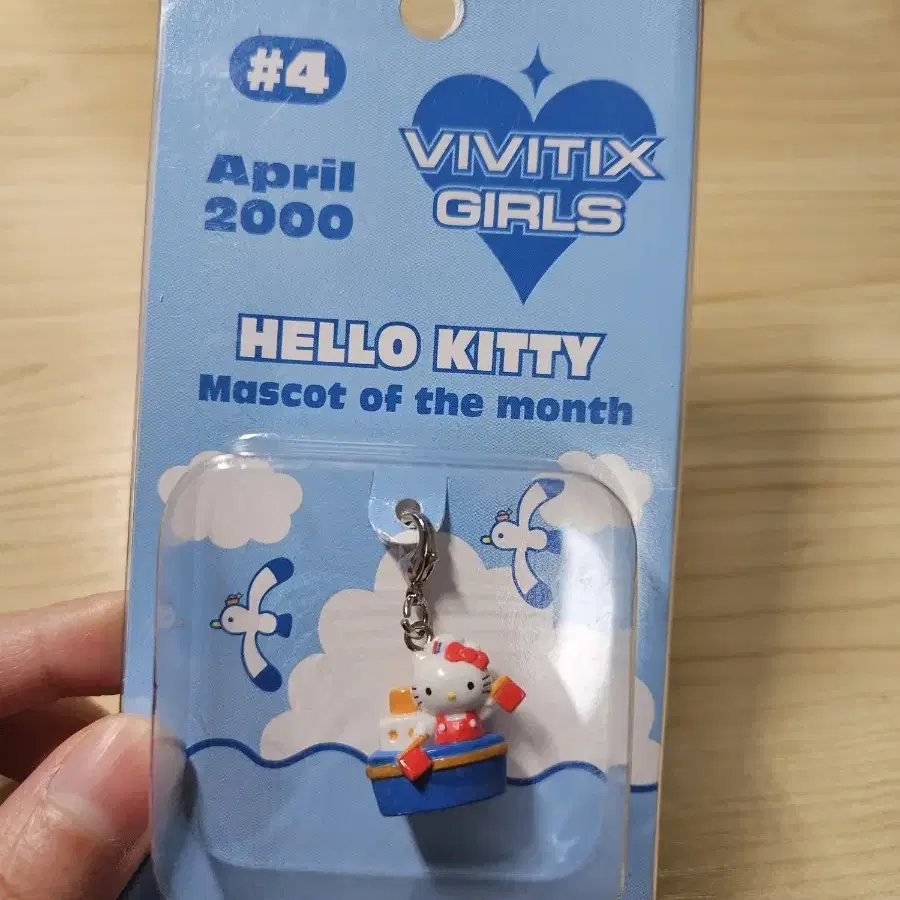 #4
April
2000
VIVITIX
GIRLS
HELLO KITTY
Mascot of the month